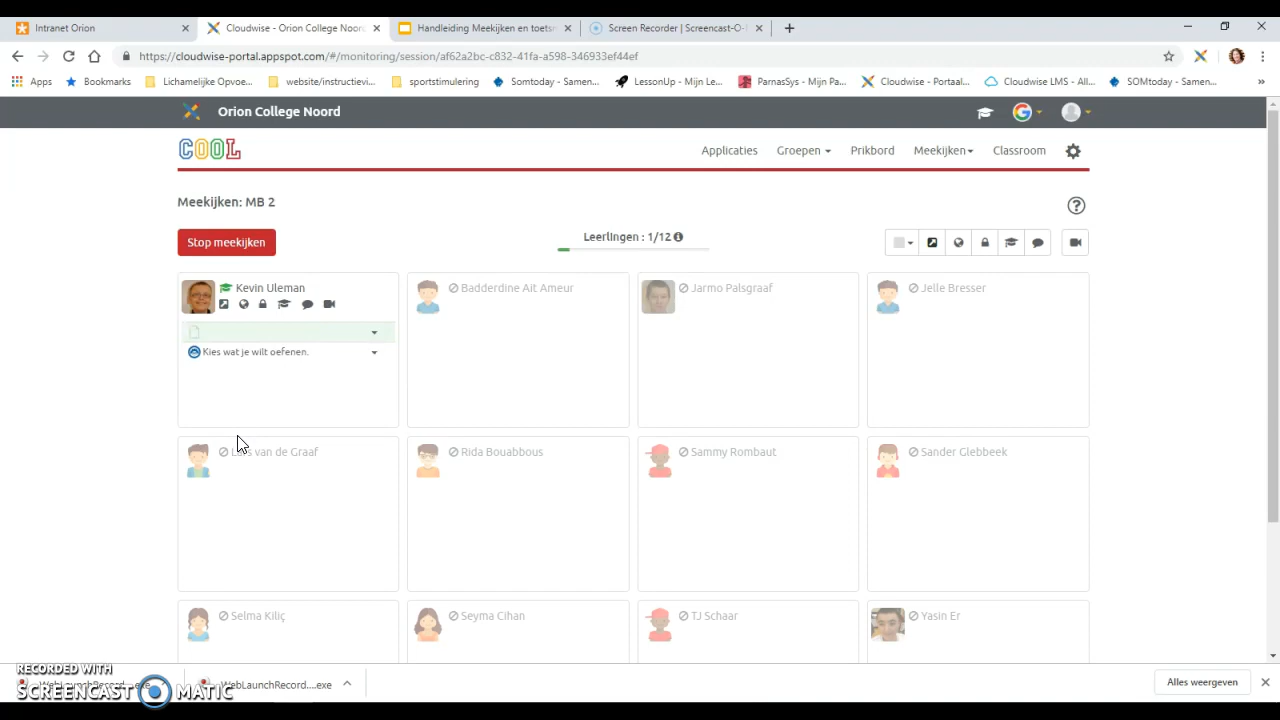 Intranet Orion
Cloudwise - Orion College Noord
Handleiding Meekijken en toetsm
Screen Recorder | Screencast-O-
https://cloudwise-portal.appspot.com/#/monitoring/session/af62a2bc-c832-41fa-a598-346933ef44ef
Apps Bookmarks Lichamelijke Opvoe... website/instructievi... sportstimulering Somtoday - Samen... LessonUp - Mijn Le... ParnasSys - Mijn Pa... Cloudwise - Portaal... Cloudwise LMS - All... SOMtoday - Samen... »
Orion College Noord
COOL
Applicaties Groepen Prikbord Meekijken Classroom
Meekijken: MB 2
Stop meekijken
Leerlingen : 1/12
Kevin Uleman
Kies wat je wilt oefenen.
Badderdine Ait Ameur
Jarmo Palsgraaf
Jelle Bresser
van de Graaf
Rida Bouabbous
Sammy Rombaut
Sander Glebbeek
Selma Kiliç
Seyma Cihan
TJ Schaar
Yasin Er
RECORDED WITH
SCREENCAST MATIC
WebLaunchRecord....exe
Alles weergeven